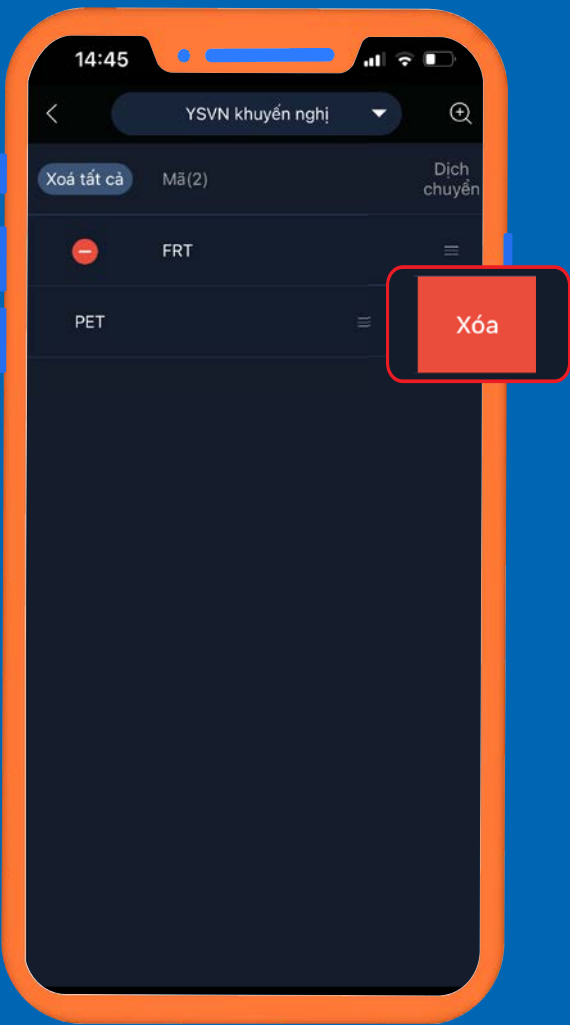 14:45
YSVN khuyến nghị
Xoá tất cả
Mã(2)
Dịch
chuyển
FRT
PET
Xóa